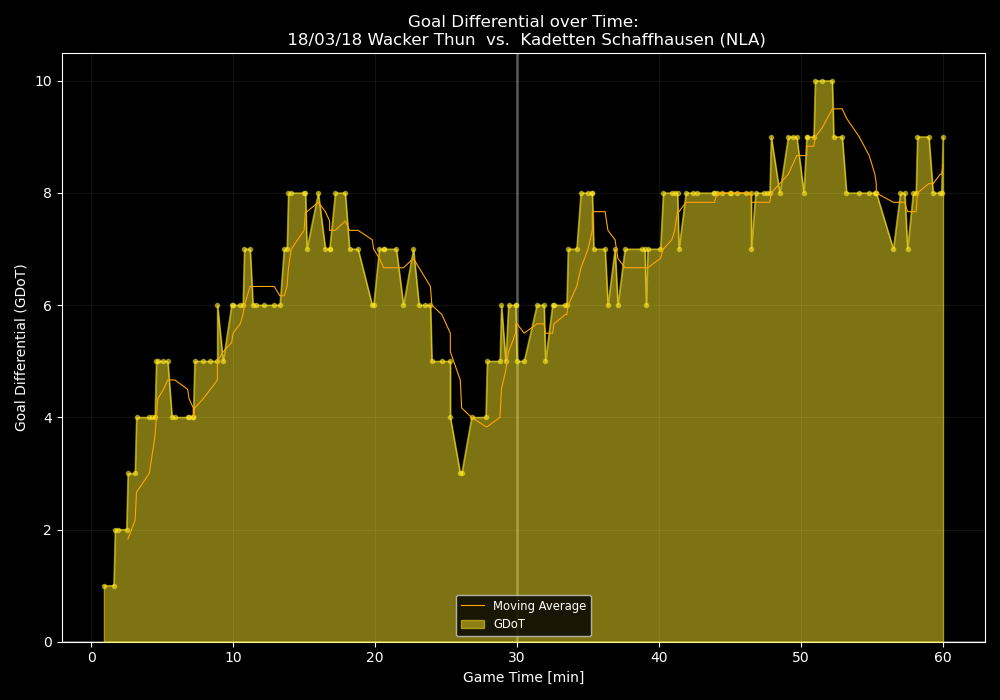 Goal Differential over Time:
18/03/18 Wacker Thun  vs.  Kadetten Schaffhausen (NLA)
Goal Differential (GDoT)
10
8
6
4
2
0
Moving Average
GDoT
0 10 20 30 40 50 60
Game Time [min]